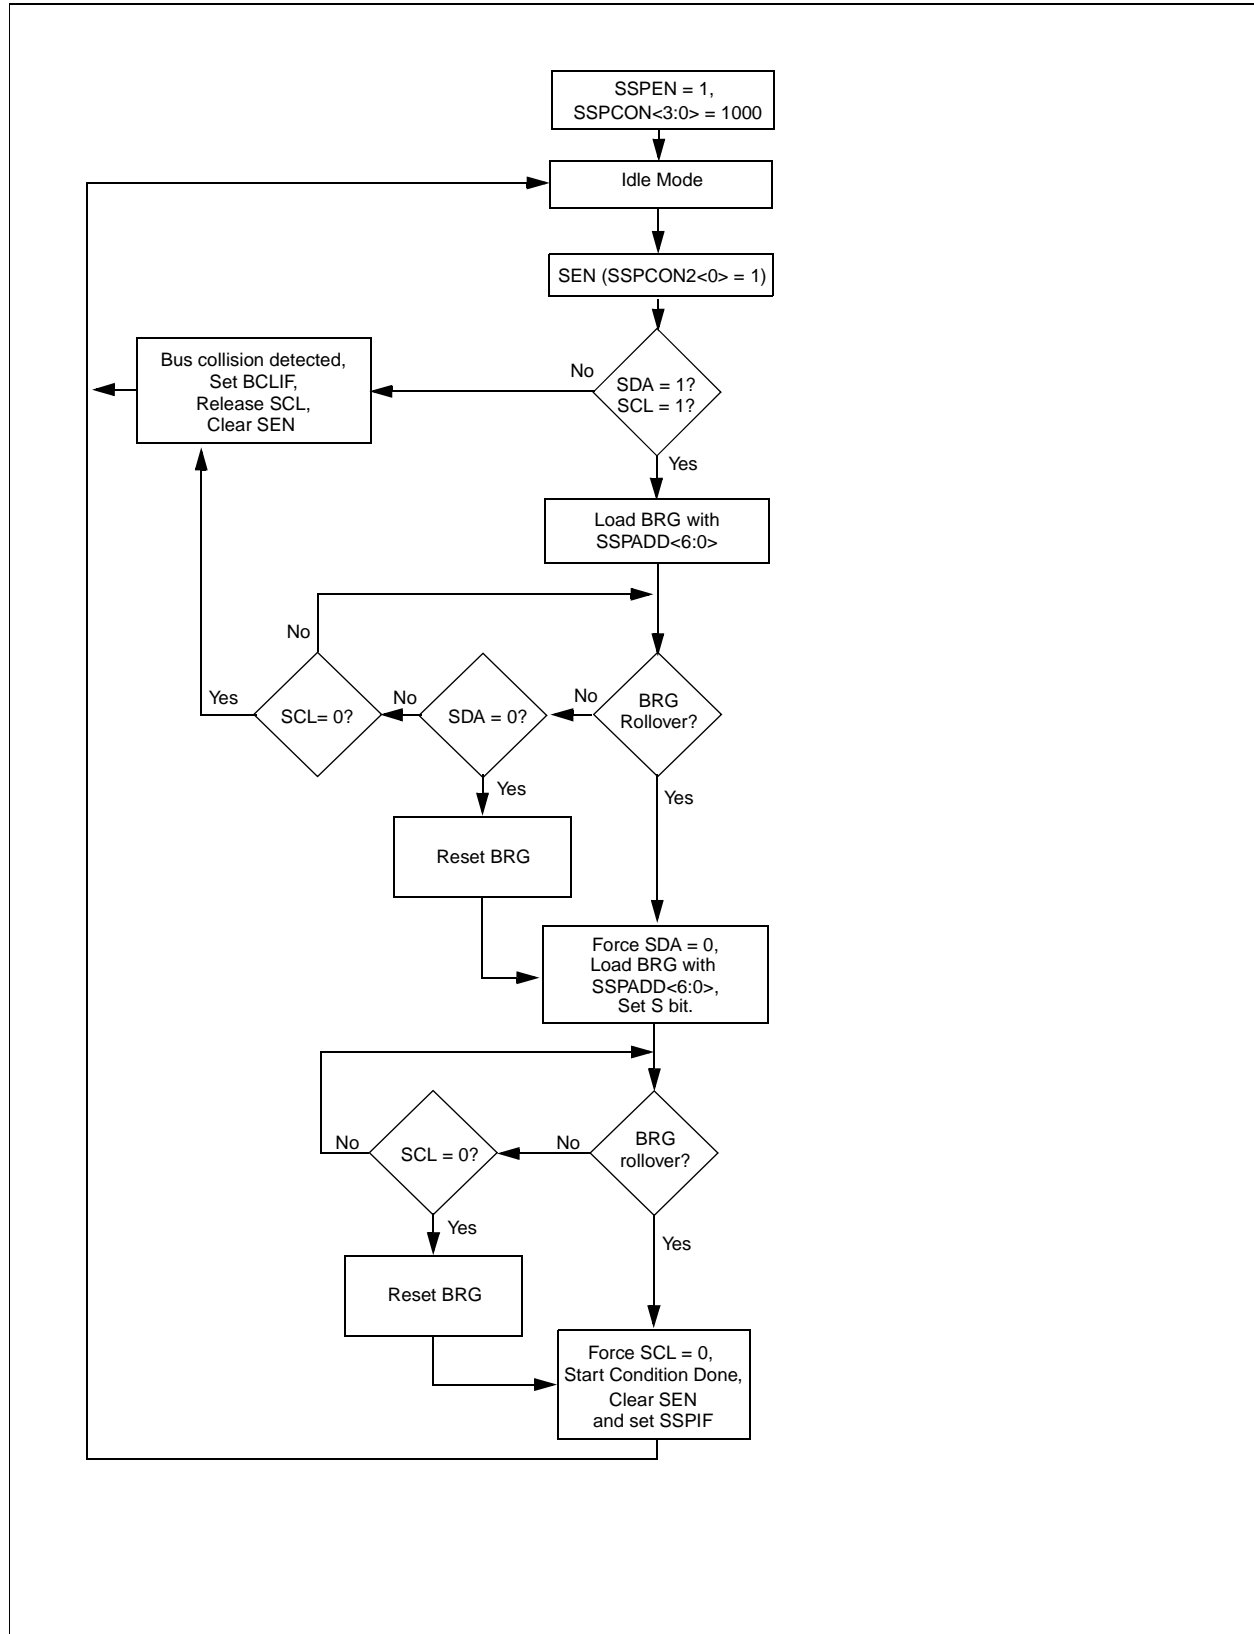 SSPEN = 1,
SSPCON<3:0> = 1000
Idle Mode
SEN (SSPCON2<0> = 1)
Bus collision detected,
Set BCLIF,
Release SCL,
Clear SEN
No
SDA = 1?
SCL = 1?
Yes
Load BRG with
SSPADD<6:0>
No
Yes
SCL= 0?
No
SDA = 0?
No
BRG
Rollover?
Yes
Yes
Reset BRG
Force SDA = 0,
Load BRG with
SSPADD<6:0>,
Set S bit.
No
SCL = 0?
No
BRG
rollover?
Yes
Yes
Reset BRG
Force SCL = 0,
Start Condition Done,
Clear SEN
and set SSPIF